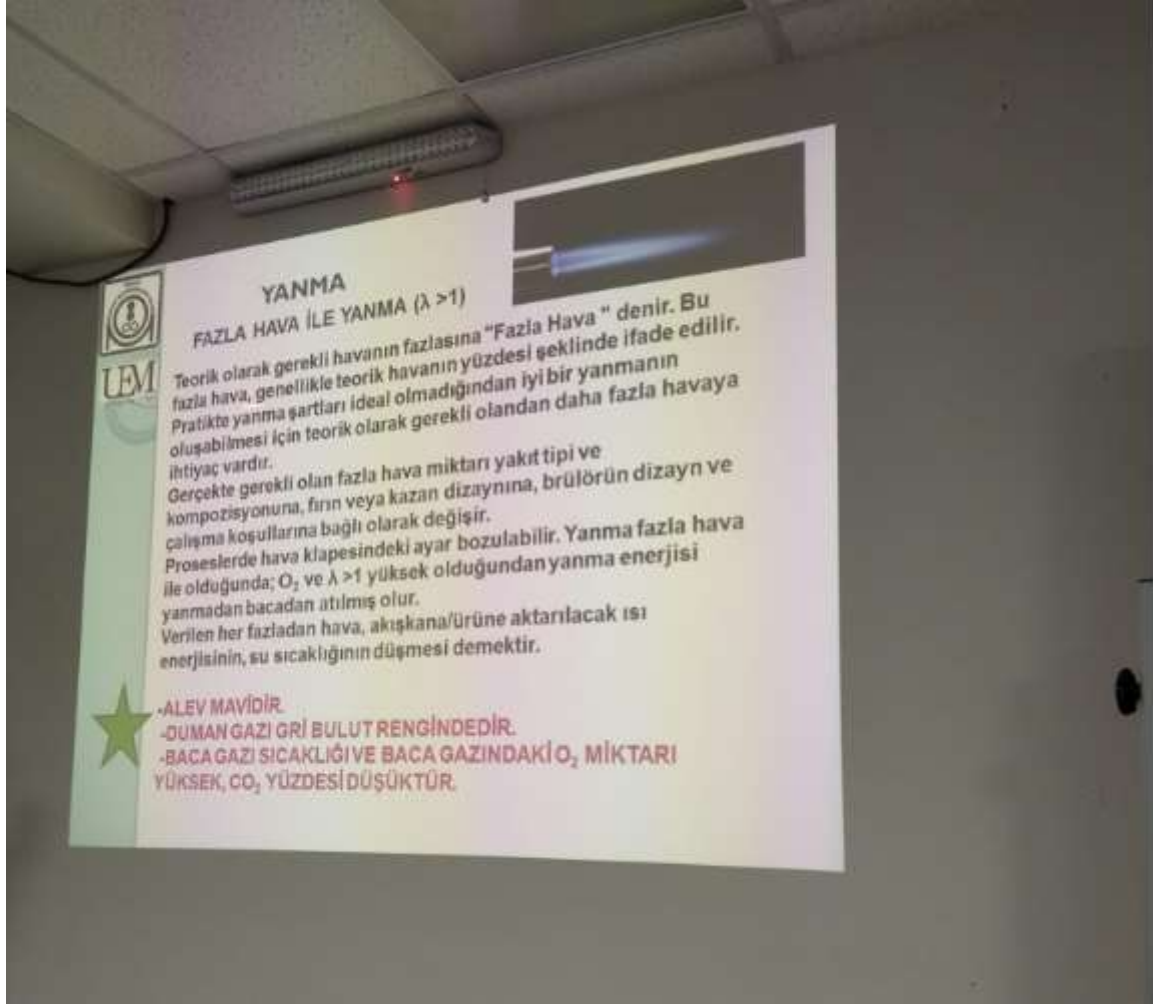 YANMA
FAZLA HAVA İLE YANMA (λ >1)
UEM
Teorik olarak gerekli havanın fazlasına "Fazla Hava " denir. Bu
fazla hava, genellikle teorik havanın yüzdesi şeklinde ifade edilir.
Pratikte yanma şartları ideal olmadığından iyi bir yanmanın
oluşabilmesi için teorik olarak gerekli olandan daha fazla havaya
ihtiyaç vardır.
Gerçekte gerekli olan fazla hava miktarı yakıt tipi ve
kompozisyonuna, fırın veya kazan dizaynına, brülörün dizayn ve
çalışma koşullarına bağlı olarak değişir.
Proseslerde hava klapesindeki ayar bozulabilir. Yanma fazla hava
ile olduğunda; O₂ ve λ >1 yüksek olduğundan yanma enerjisi
yanmadan bacadan atılmış olur.
Verilen her fazladan hava, akışkana/ürüne aktarılacak ısı
enerjisinin, su sıcaklığının düşmesi demektir.
-ALEV MAVİDİR.
-DUMAN GAZI GRİ BULUT RENGİNDEDİR.
-BACA GAZI SICAKLIĞI VE BACA GAZINDAKİ O₂ MİKTARI
YÜKSEK, CO₂ YÜZDESİ DÜŞÜKTÜR.